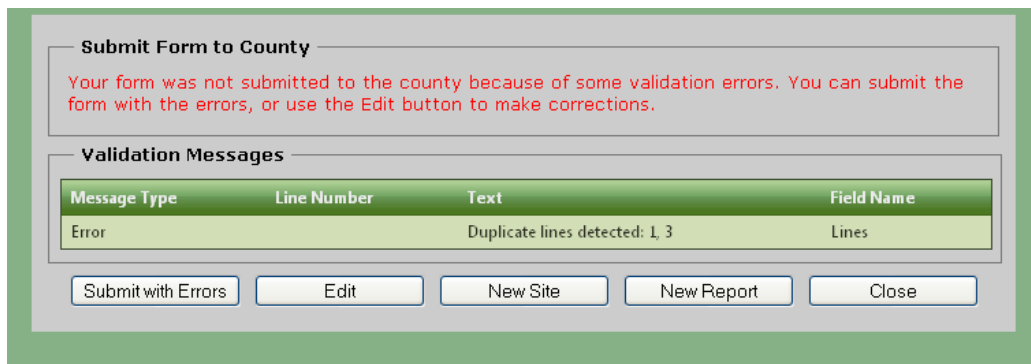 Submit Form to County
Your form was not submitted to the county because of some validation errors. You can submit the
form with the errors, or use the Edit button to make corrections.
Validation Messages
Message Type Line Number Text Field Name
Error Duplicate lines detected: 1, 3 Lines
Submit with Errors Edit New Site New Report Close